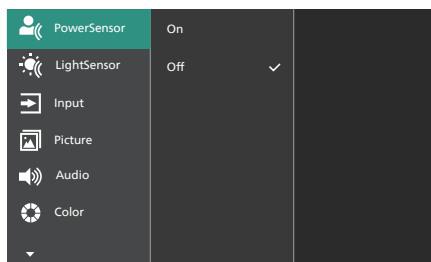 PowerSensor
On
LightSensor
Off
Input
Picture
Audio
Color